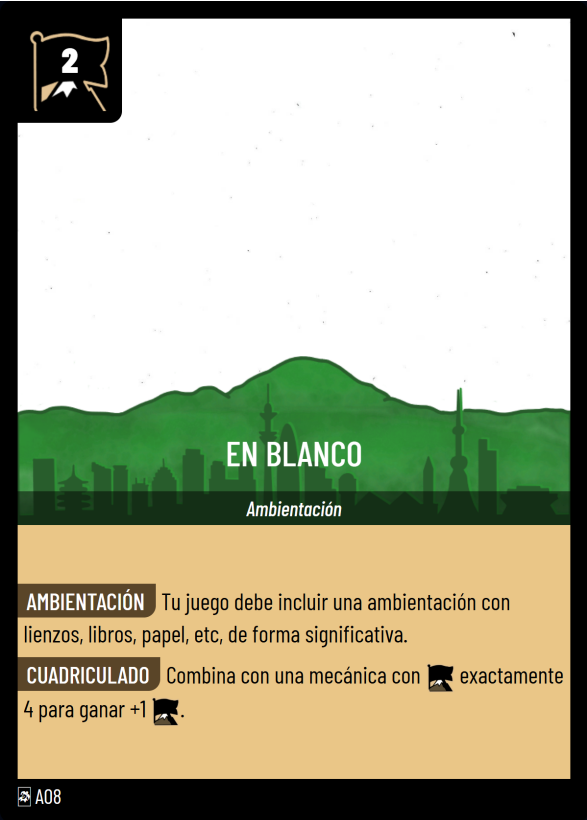 2
EN BLANCO
Ambientación
AMBIENTACIÓN Tu juego debe incluir una ambientación con
lienzos, libros, papel, etc, de forma significativa.
CUADRICULADO Combina con una mecánica con exactamente
4 para ganar +1 .
A08